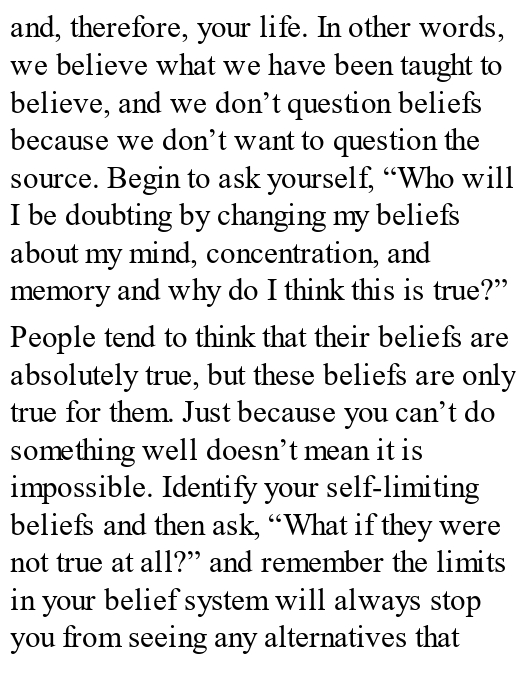 and, therefore, your life. In other words,
we believe what we have been taught to
believe, and we don’t question beliefs
because we don’t want to question the
source. Begin to ask yourself, “Who will
I be doubting by changing my beliefs
about my mind, concentration, and
memory and why do I think this is true?”
People tend to think that their beliefs are
absolutely true, but these beliefs are only
true for them. Just because you can’t do
something well doesn’t mean it is
impossible. Identify your self-limiting
beliefs and then ask, “What if they were
not true at all?” and remember the limits
in your belief system will always stop
you from seeing any alternatives that